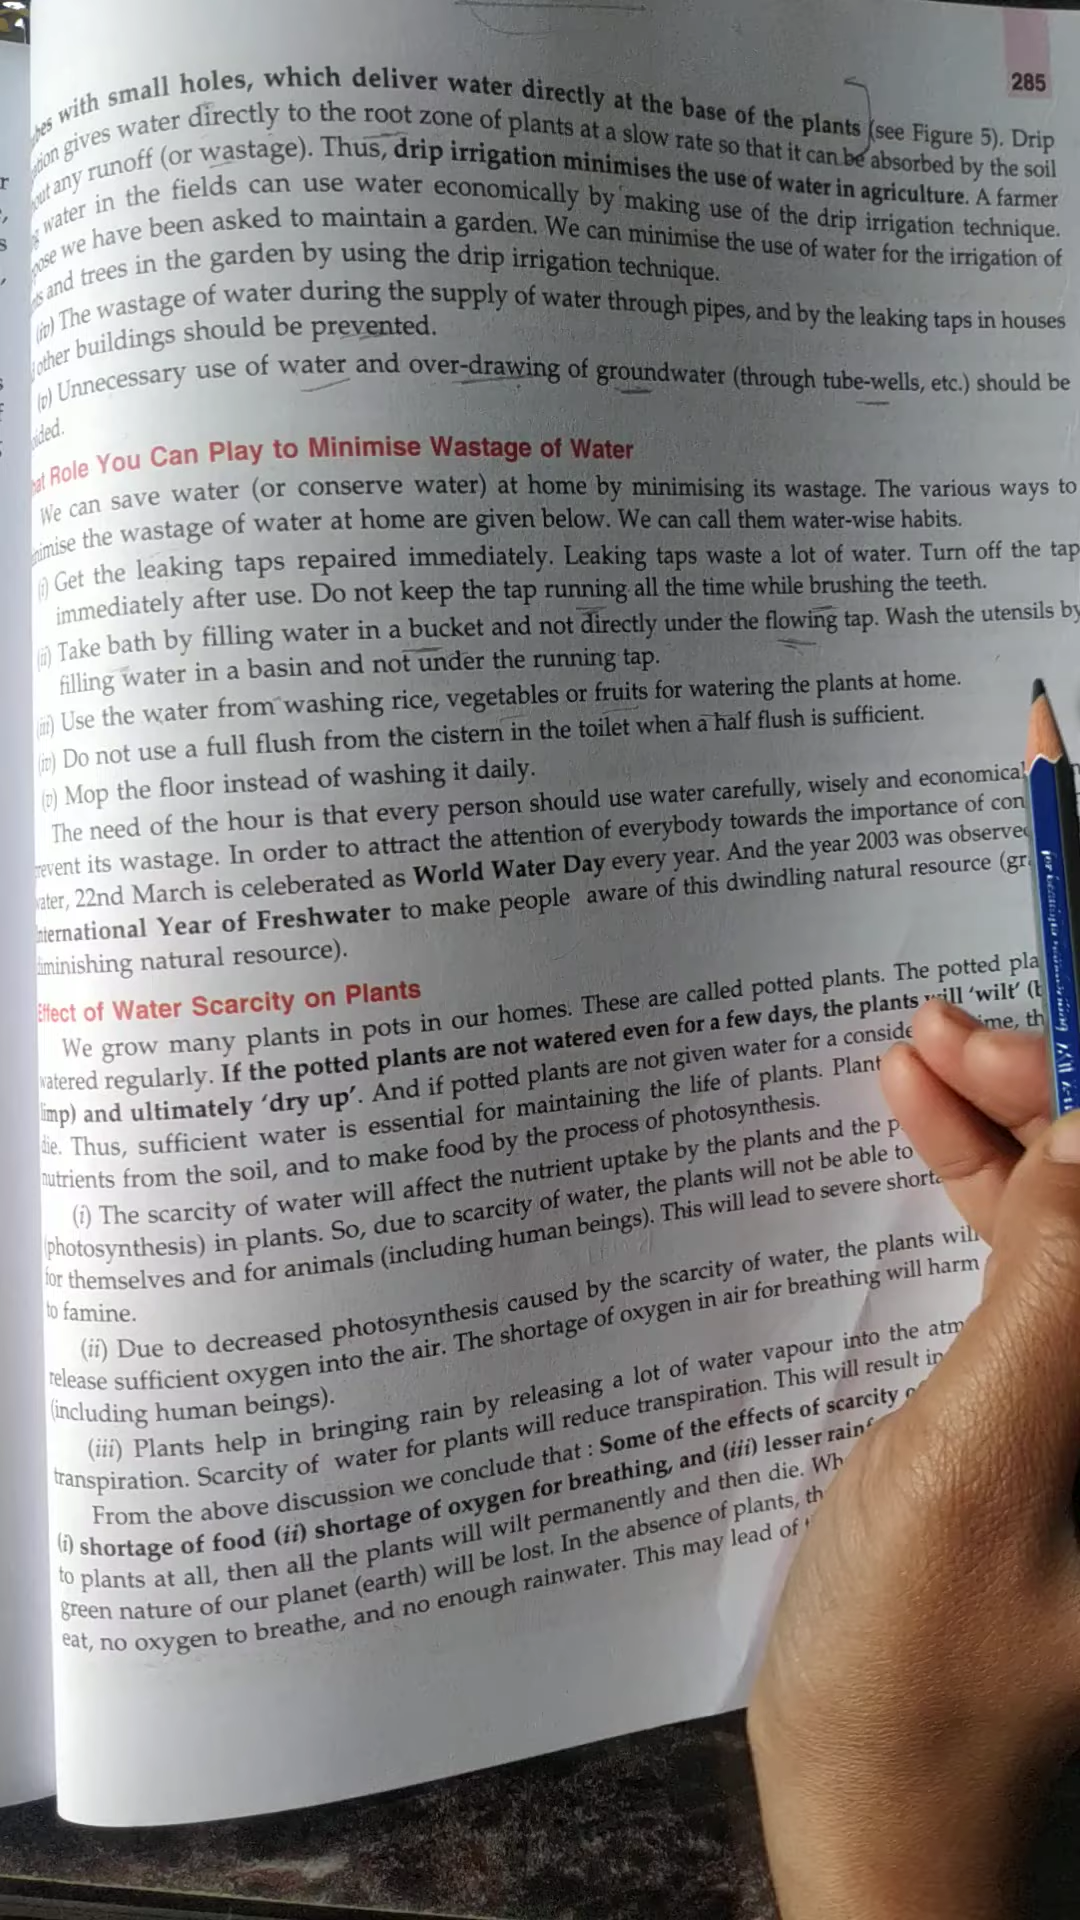 285
with small holes, which deliver water directly at the base of the plants (see Figure 5). Drip
gives water directly to the root zone of plants at a slow rate so that it can be absorbed by the soil
any runoff (or wastage). Thus, drip irrigation minimises the use of water in agriculture. A farmer
water in the fields can use water economically by making use of the drip irrigation technique.
we have been asked to maintain a garden. We can minimise the use of water for the irrigation of
and trees in the garden by using the drip irrigation technique.
(iv) The wastage of water during the supply of water through pipes, and by the leaking taps in houses
other buildings should be prevented.
(v) Unnecessary use of water and over-drawing of groundwater (through tube-wells, etc.) should be
Role You Can Play to Minimise Wastage of Water
We can save water (or conserve water) at home by minimising its wastage. The various ways to
the wastage of water at home are given below. We can call them water-wise habits.
(i) Get the leaking taps repaired immediately. Leaking taps waste a lot of water. Turn off the tap
immediately after use. Do not keep the tap running all the time while brushing the teeth.
(ii) Take bath by filling water in a bucket and not directly under the flowing tap. Wash the utensils by
filling water in a basin and not under the running tap.
(iii) Use the water from washing rice, vegetables or fruits for watering the plants at home.
(iv) Do not use a full flush from the cistern in the toilet when a half flush is sufficient.
(v) Mop the floor instead of washing it daily.
The need of the hour is that every person should use water carefully, wisely and
its wastage. In order to attract the attention of everybody towards the importance of
22nd March is celeberated as World Water Day every year. And the year 2003 was
Year of Freshwater to make people aware of this dwindling natural resource
natural resource).
Effect of Water Scarcity on Plants
We grow many plants in pots in our homes. These are called potted plants. The potted
watered regularly. If the potted plants are not watered even for a few days, the plants will 'wilt'
limp) and ultimately 'dry up'. And if potted plants are not given water for a
die. Thus, sufficient water is essential for maintaining the life of plants.
nutrients from the soil, and to make food by the process of photosynthesis.
(i) The scarcity of water will affect the nutrient uptake by the plants and the
(photosynthesis) in plants. So, due to scarcity of water, the plants will not be able to
for themselves and for animals (including human beings). This will lead to severe
to famine.
(ii) Due to decreased photosynthesis caused by the scarcity of water, the plants will
release sufficient oxygen into the air. The shortage of oxygen in air for breathing will harm
(including human beings).
(iii) Plants help in bringing rain by releasing a lot of water vapour into the
transpiration. Scarcity of water for plants will reduce transpiration. This will result in
From the above discussion we conclude that : Some of the effects of scarcity
(i) shortage of food (ii) shortage of oxygen for breathing, and (iii) lesser
to plants at all, then all the plants will wilt permanently and then die.
green nature of our planet (earth) will be lost. In the absence of plants,
eat, no oxygen to breathe, and no enough rainwater. This may lead of